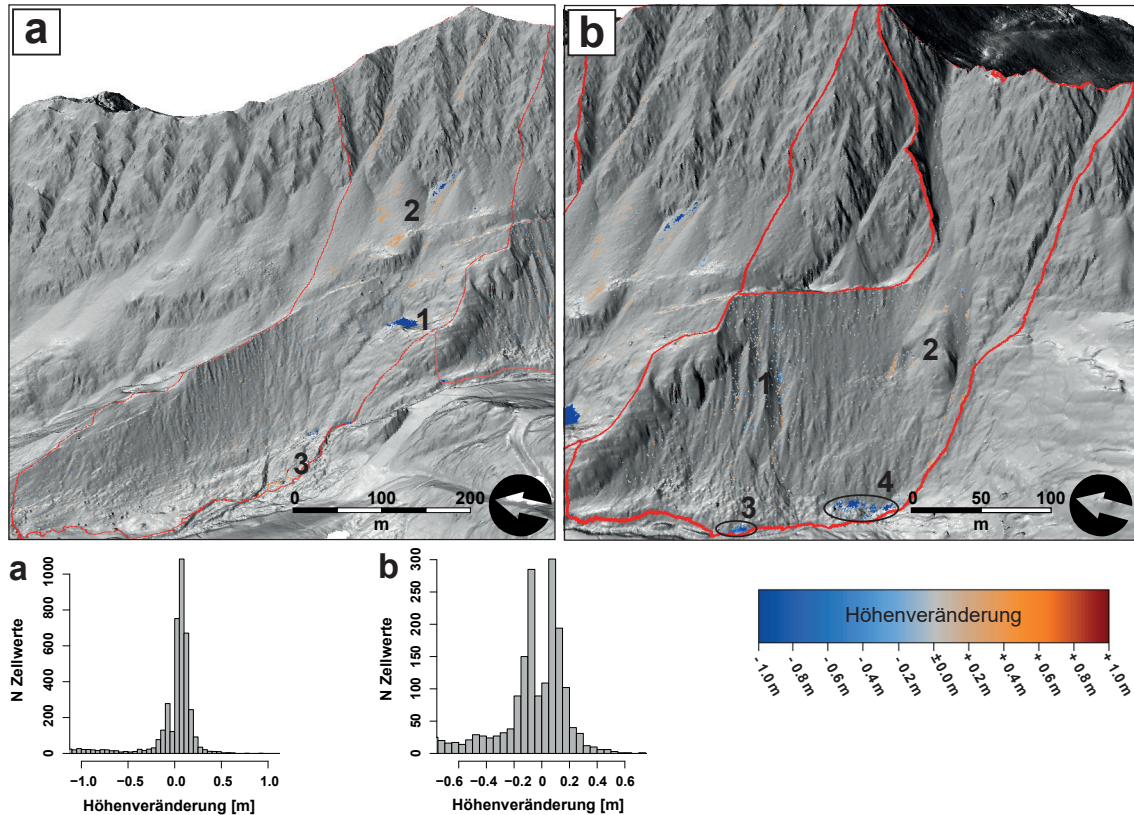 a
2
1
3
0 100 200
m
b
1
2
3
4
0 50 100
m
a
N Zellwerte
1000
800
600
400
200
0
−1.0 −0.5 0.0 0.5 1.0
Höhenveränderung [m]
b
N Zellwerte
300
250
200
150
100
50
0
−0.6 −0.4 −0.2 0 0.2 0.4 0.6
Höhenveränderung [m]
Höhenveränderung
- 1.0 m
- 0.8 m
- 0.6 m
- 0.4 m
- 0.2 m
±0.0 m
+ 0.2 m
+ 0.4 m
+ 0.6 m
+ 0.8 m
+ 1.0 m